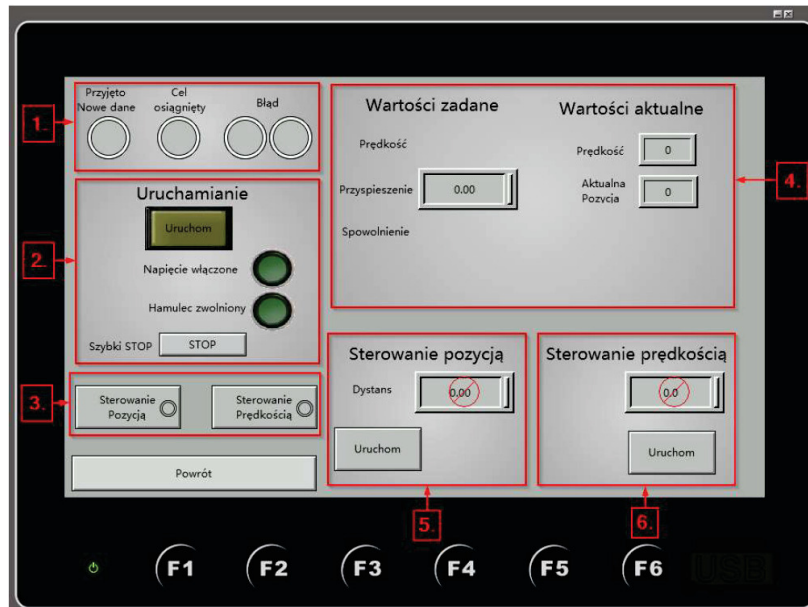 Przyjęto
Nowe dane
Cel
osiągnięty
Błąd
1.
Uruchamianie
Uruchom
Napięcie włączone
Hamulec zwolniony
Szybki STOP
STOP
2.
Sterowanie
Pozycją
Sterowanie
Prędkością
3.
Powrót
Wartości zadane
Wartości aktualne
Prędkość
Prędkość
0
Przyspieszenie
0.00
Aktualna
Pozycja
0
Spowolnienie
4.
Sterowanie pozycją
Dystans
0,00
Uruchom
5.
Sterowanie prędkością
0.0
Uruchom
6.
F1
F2
F3
F4
F5
F6
USB